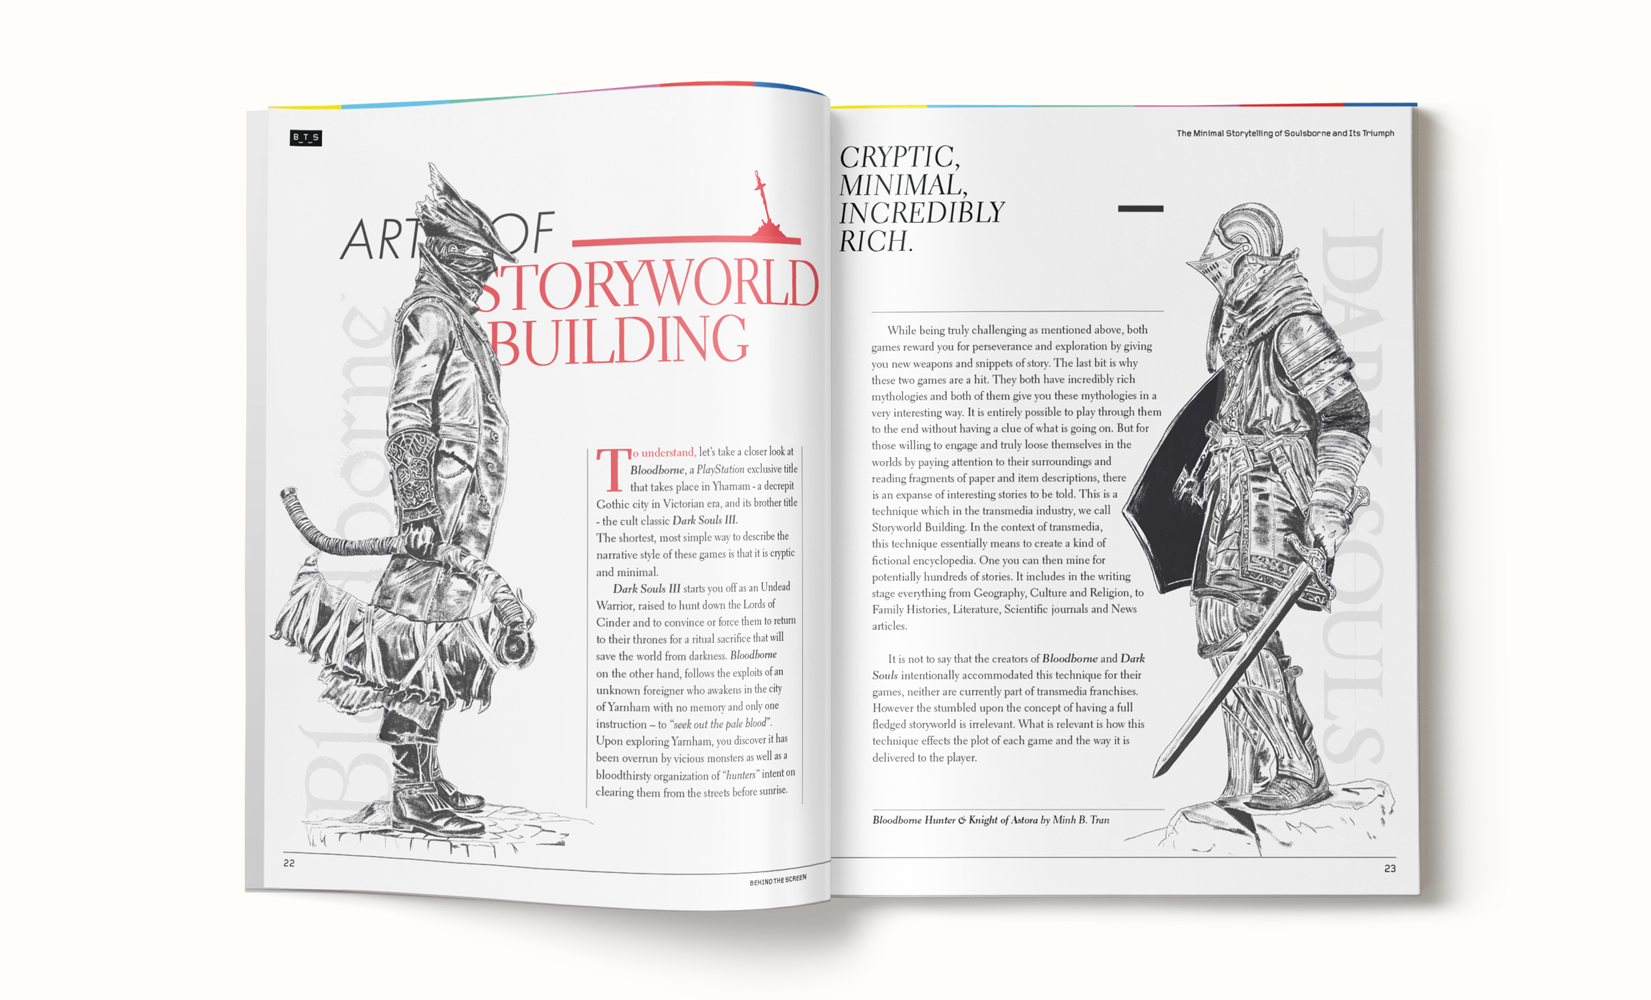 B_T_S
ART OF
STORYWORLD
BUILDING
Bloodborne
To understand, let's take a closer look at
Bloodborne, a PlayStation exclusive title
that takes place in Yharnam - a decrepit
Gothic city in Victorian era, and its brother title
- the cult classic Dark Souls III.
The shortest, most simple way to describe the
narrative style of these games is that it is cryptic
and minimal.
Dark Souls III starts you off as an Undead
Warrior, raised to hunt down the Lords of
Cinder and to convince or force them to return
to their thrones for a ritual sacrifice that will
save the world from darkness. Bloodborne
on the other hand, follows the exploits of an
unknown foreigner who awakens in the city
of Yarnham with no memory and only one
instruction – to “seek out the pale blood”.
Upon exploring Yarnham, you discover it has
been overrun by vicious monsters as well as a
bloodthirsty organization of “hunters” intent on
clearing them from the streets before sunrise.
22
BEHIND THE SCREEN
The Minimal Storytelling of Soulsborne and Its Triumph
CRYPTIC,
MINIMAL,
INCREDIBLY
RICH.
DARK SOULS
While being truly challenging as mentioned above, both
games reward you for perseverance and exploration by giving
you new weapons and snippets of story. The last bit is why
these two games are a hit. They both have incredibly rich
mythologies and both of them give you these mythologies in a
very interesting way. It is entirely possible to play through them
to the end without having a clue of what is going on. But for
those willing to engage and truly loose themselves in the
worlds by paying attention to their surroundings and
reading fragments of paper and item descriptions, there
is an expanse of interesting stories to be told. This is a
technique which in the transmedia industry, we call
Storyworld Building. In the context of transmedia,
this technique essentially means to create a kind of
fictional encyclopedia. One you can then mine for
potentially hundreds of stories. It includes in the writing
stage everything from Geography, Culture and Religion, to
Family Histories, Literature, Scientific journals and News
articles.
It is not to say that the creators of Bloodborne and Dark
Souls intentionally accommodated this technique for their
games, neither are currently part of transmedia franchises.
However the stumbled upon the concept of having a full
fledged storyworld is irrelevant. What is relevant is how this
technique effects the plot of each game and the way it is
delivered to the player.
Bloodborne Hunter & Knight of Astora by Minh B. Tran
23